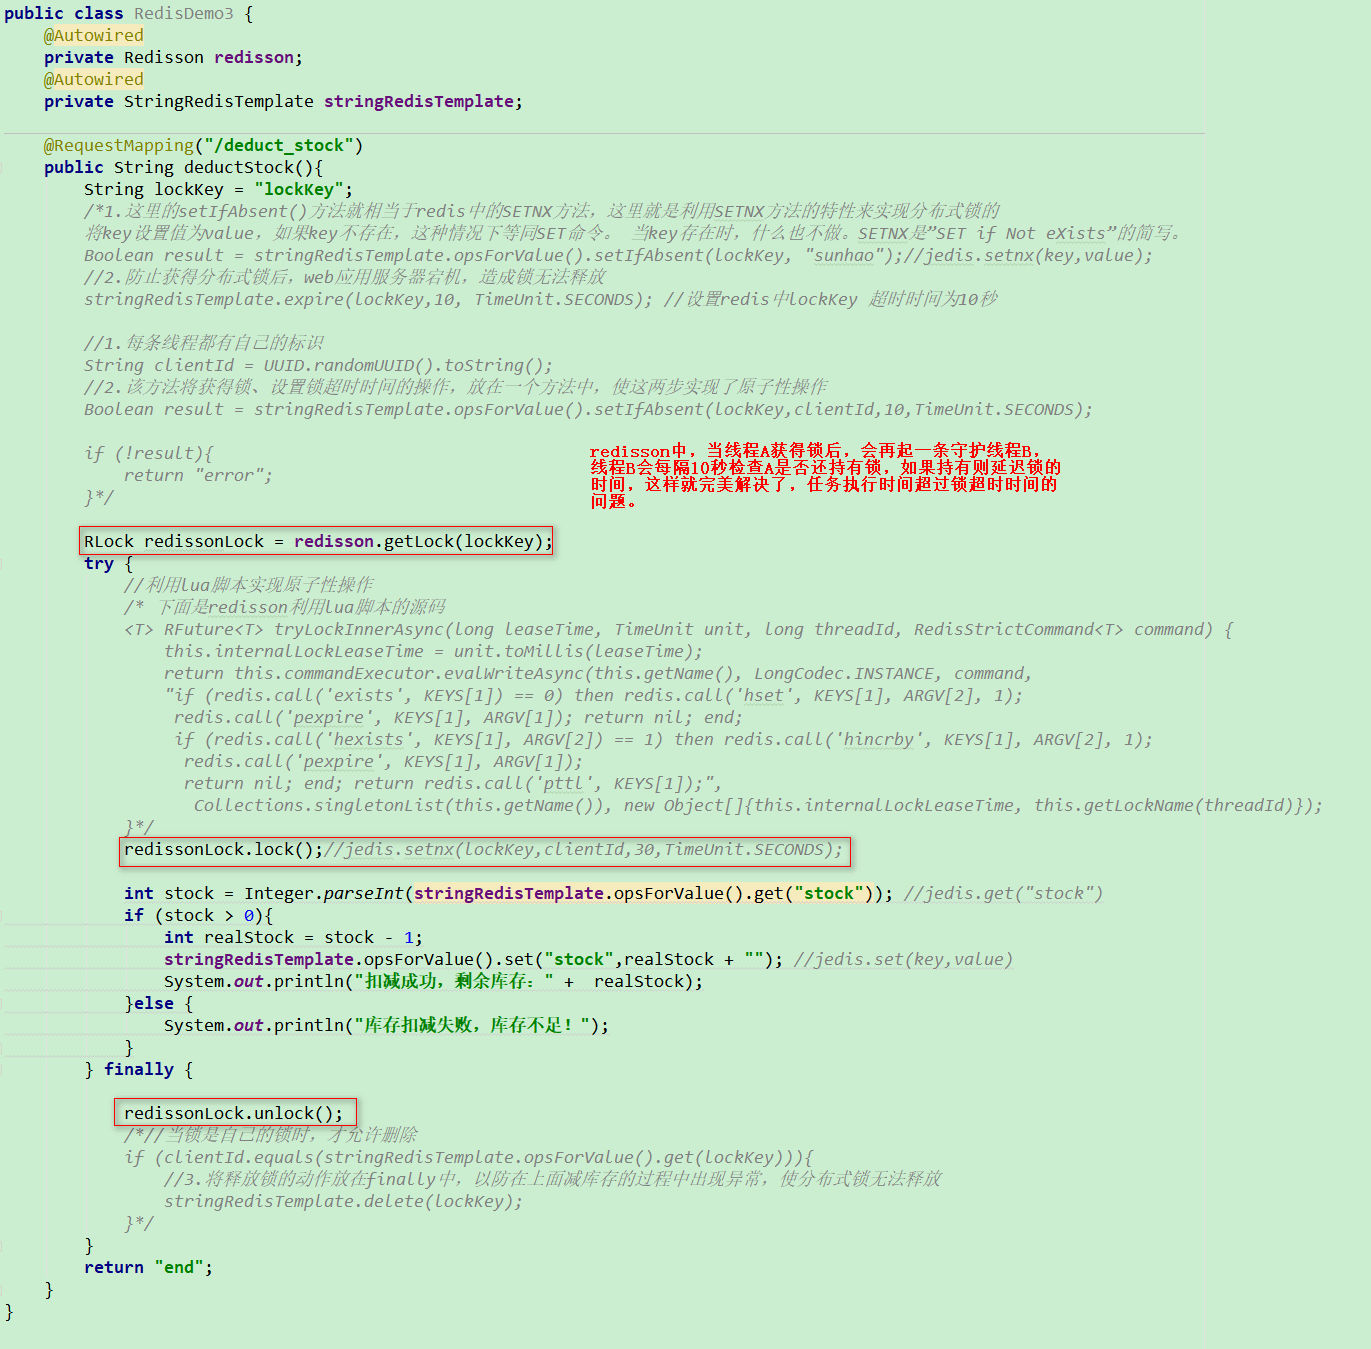 public class RedisDemo3 {
@Autowired
private Redisson redisson;
@Autowired
private StringRedisTemplate stringRedisTemplate;
@RequestMapping("/deduct_stock")
public String deductStock(){
String lockKey = "lockKey";
/*1.这里的setIfAbsent()方法就相当于redis中的SETNX方法，这里就是利用SETNX方法的特性来实现分布式锁的
将key设置值为value，如果key不存在，这种情况下等同SET命令。 当key存在时，什么也不做。SETNX是”SET if Not eXists”的简写。
Boolean result = stringRedisTemplate.opsForValue().setIfAbsent(lockKey, "sunhao");//jedis.setnx(key,value);
//2.防止获得分布式锁后，web应用服务器宕机，造成锁无法释放
stringRedisTemplate.expire(lockKey,10, TimeUnit.SECONDS); //设置redis中lockKey 超时时间为10秒
//1.每条线程都有自己的标识
String clientId = UUID.randomUUID().toString();
//2.该方法将获得锁、设置锁超时时间的操作，放在一个方法中，使这两步实现了原子性操作
Boolean result = stringRedisTemplate.opsForValue().setIfAbsent(lockKey,clientId,10,TimeUnit.SECONDS);
if (!result){
return "error";
}*/
redisson中，当线程A获得锁后，会再起一条守护线程B，
线程B会每隔10秒检查A是否还持有锁，如果持有则延迟锁的
时间，这样就完美解决了，任务执行时间超过锁超时时间的
问题。
RLock redissonLock = redisson.getLock(lockKey);
try {
//利用lua脚本实现原子性操作
/* 下面是redisson利用lua脚本的源码
<T> RFuture<T> tryLockInnerAsync(long leaseTime, TimeUnit unit, long threadId, RedisStrictCommand<T> command) {
this.internalLockLeaseTime = unit.toMillis(leaseTime);
return this.commandExecutor.evalWriteAsync(this.getName(), LongCodec.INSTANCE, command,
"if (redis.call('exists', KEYS[1]) == 0) then redis.call('hset', KEYS[1], ARGV[2], 1);
redis.call('pexpire', KEYS[1], ARGV[1]); return nil; end;
if (redis.call('hexists', KEYS[1], ARGV[2]) == 1) then redis.call('hincrby', KEYS[1], ARGV[2], 1);
redis.call('pexpire', KEYS[1], ARGV[1]);
return nil; end; return redis.call('pttl', KEYS[1]);",
Collections.singletonList(this.getName()), new Object[]{this.internalLockLeaseTime, this.getLockName(threadId)});
}*/
redissonLock.lock();//jedis.setnx(lockKey,clientId,30,TimeUnit.SECONDS);
int stock = Integer.parseInt(stringRedisTemplate.opsForValue().get("stock")); //jedis.get("stock")
if (stock > 0){
int realStock = stock - 1;
stringRedisTemplate.opsForValue().set("stock",realStock + ""); //jedis.set(key,value)
System.out.println("扣减成功，剩余库存：" +  realStock);
}else {
System.out.println("库存扣减失败，库存不足！");
}
} finally {
redissonLock.unlock();
/*//当锁是自己的锁时，才允许删除
if (clientId.equals(stringRedisTemplate.opsForValue().get(lockKey))){
//3.将释放锁的动作放在finally中，以防在上面减库存的过程中出现异常，使分布式锁无法释放
stringRedisTemplate.delete(lockKey);
}*/
}
return "end";
}
}